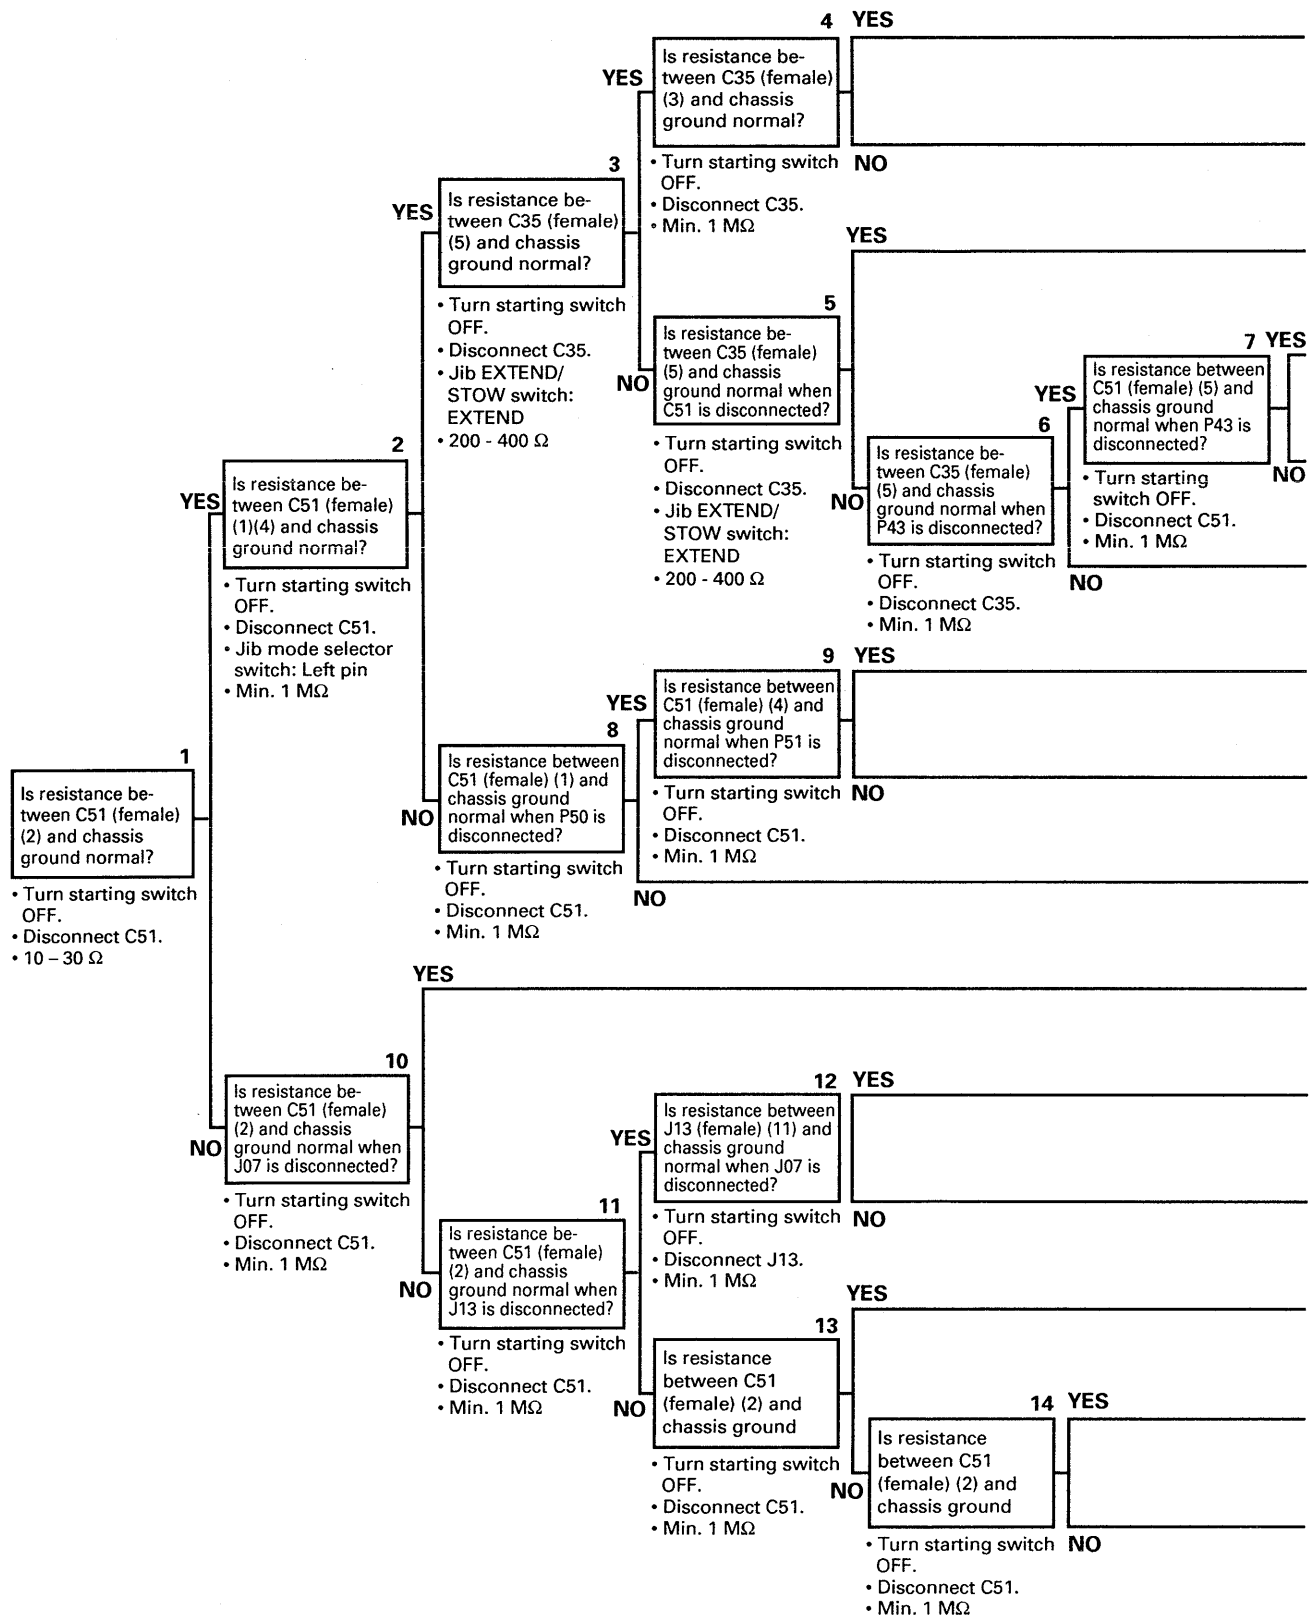 1
Is resistance be-
tween C51 (female)
(2) and chassis
ground normal?
• Turn starting switch
OFF.
• Disconnect C51.
• 10 – 30 Ω
YES
2
Is resistance be-
tween C51 (female)
(1)(4) and chassis
ground normal?
• Turn starting switch
OFF.
• Disconnect C51.
• Jib mode selector
switch: Left pin
• Min. 1 MΩ
YES
3
Is resistance be-
tween C35 (female)
(5) and chassis
ground normal?
• Turn starting switch
OFF.
• Disconnect C35.
• Jib EXTEND/
STOW switch:
EXTEND
• 200 - 400 Ω
YES
4
Is resistance be-
tween C35 (female)
(3) and chassis
ground normal?
• Turn starting switch
OFF.
• Disconnect C35.
• Min. 1 MΩ
YES
NO
NO
5
Is resistance be-
tween C35 (female)
(5) and chassis
ground normal when
C51 is disconnected?
• Turn starting switch
OFF.
• Disconnect C35.
• Jib EXTEND/
STOW switch:
EXTEND
• 200 - 400 Ω
YES
NO
6
Is resistance be-
tween C35 (female)
(5) and chassis
ground normal when
P43 is disconnected?
• Turn starting switch
OFF.
• Disconnect C35.
• Min. 1 MΩ
YES
7
Is resistance between
C51 (female) (5) and
chassis ground
normal when P43 is
disconnected?
• Turn starting
switch OFF.
• Disconnect C51.
• Min. 1 MΩ
YES
NO
NO
NO
8
Is resistance between
C51 (female) (1) and
chassis ground
normal when P50 is
disconnected?
• Turn starting switch
OFF.
• Disconnect C51.
• Min. 1 MΩ
YES
9
Is resistance between
C51 (female) (4) and
chassis ground
normal when P51 is
disconnected?
• Turn starting switch
OFF.
• Disconnect C51.
• Min. 1 MΩ
YES
NO
NO
NO
10
Is resistance be-
tween C51 (female)
(2) and chassis
ground normal when
J07 is disconnected?
• Turn starting switch
OFF.
• Disconnect C51.
• Min. 1 MΩ
YES
NO
11
Is resistance be-
tween C51 (female)
(2) and chassis
ground normal when
J13 is disconnected?
• Turn starting switch
OFF.
• Disconnect C51.
• Min. 1 MΩ
YES
12
Is resistance between
J13 (female) (11) and
chassis ground
normal when J07 is
disconnected?
• Turn starting switch
OFF.
• Disconnect J13.
• Min. 1 MΩ
YES
NO
NO
13
Is resistance
between C51
(female) (2) and
chassis ground
• Turn starting switch
OFF.
• Disconnect C51.
• Min. 1 MΩ
YES
NO
14
Is resistance
between C51
(female) (2) and
chassis ground
• Turn starting switch
OFF.
• Disconnect C51.
• Min. 1 MΩ
YES
NO